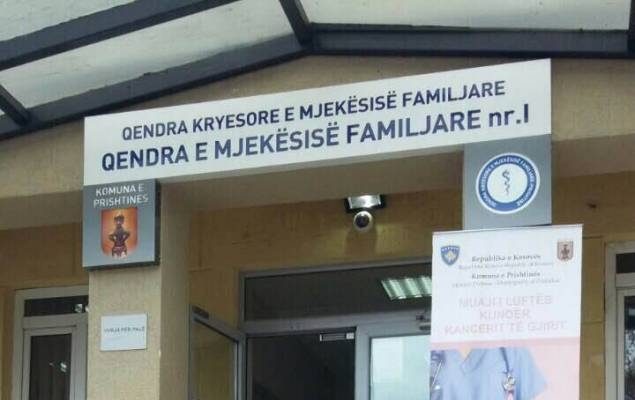 QENDRA KRYESORE E MJEKËSISË FAMILJARE
QENDRA E MJEKËSISË FAMILJARE nr.I
KOMUNA E
PRISHTINËS
Republika e Kosovës
Komuna e Prishtinës
MUAJI I LUFTËS
KUNDËR
KANCERIT TË GJIRIT